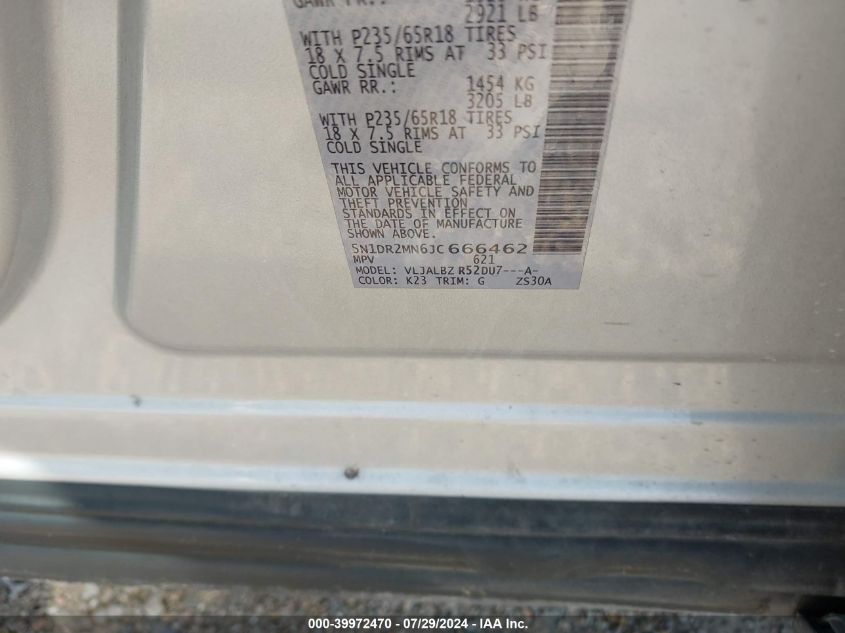 GAWR FR.:
2921 LB
WITH P235/65R18 TIRES
18 X 7.5 RIMS AT 33 PSI
COLD SINGLE
GAWR RR.: 1454 KG
3205 LB
WITH P235/65R18 TIRES
18 X 7.5 RIMS AT 33 PSI
COLD SINGLE
THIS VEHICLE CONFORMS TO
ALL APPLICABLE FEDERAL
MOTOR VEHICLE SAFETY AND
THEFT PREVENTION
STANDARDS IN EFFECT ON
THE DATE OF MANUFACTURE
SHOWN ABOVE.
5N1DR2MN6JC666462
MPV 621
MODEL: VLJALBZ R52DU7---A-
COLOR: K23 TRIM: G ZS30A
000-39972470 - 07/29/2024 - IAA Inc.